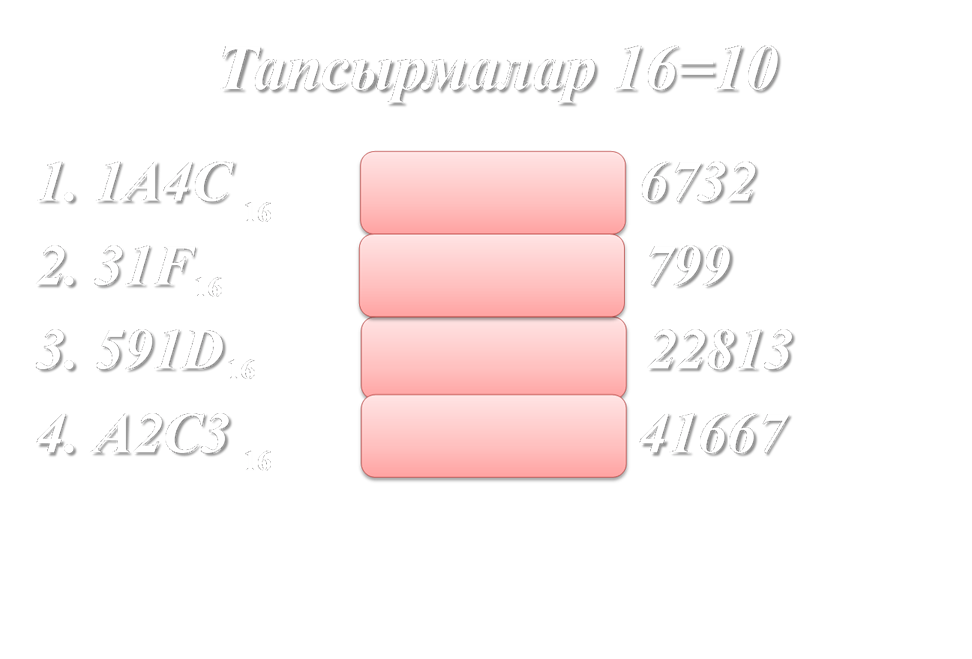 Тапсырмалар 16=10
1. 1A4C 16 6732
2. 31F16 799
3. 591D16 22813
4. A2C3 16 41667